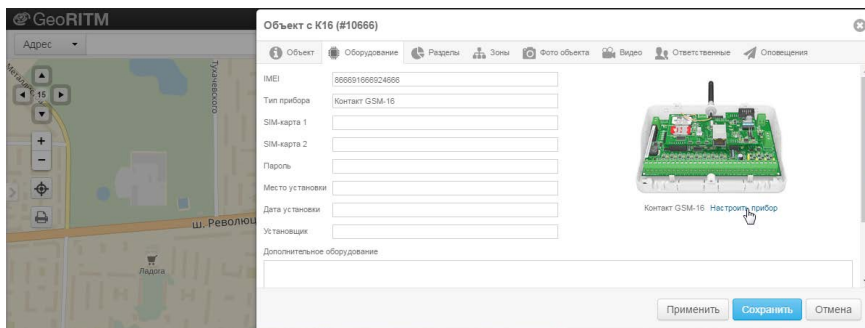 GeoRITM
Адрес
15
+
−
Металлис
Тухачевского
ш. Революц
Ладога
Объект с К16 (#10666)
Объект Оборудование Разделы Зоны Фото объекта Видео Ответственные Оповещения
IMEI 866691666924666
Тип прибора Контакт GSM-16
SIM-карта 1
SIM-карта 2
Пароль
Место установки
Дата установки
Установщик
Контакт GSM-16 Настроить прибор
Дополнительное оборудование
Применить Сохранить Отмена